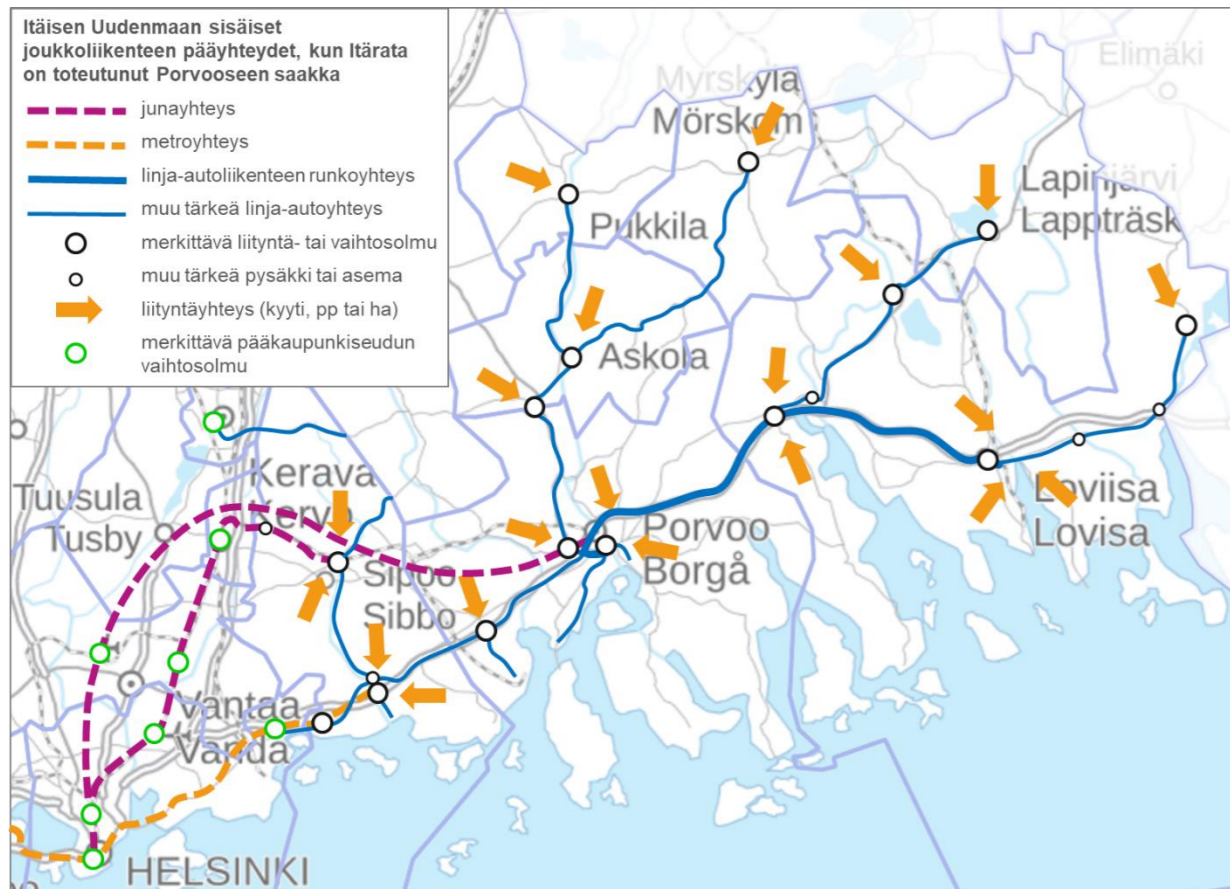 Itäisen Uudenmaan sisäiset
joukkoliikenteen pääyhteydet, kun Itärata
on toteutunut Porvooseen saakka
junayhteys
metroyhteys
linja-autoliikenteen runkoyhteys
muu tärkeä linja-autoyhteys
merkittävä liityntä- tai vaihtosolmu
muu tärkeä pysäkki tai asema
liityntäyhteys (kyyti, pp tai ha)
merkittävä pääkaupunkiseudun
vaihtosolmu
Elimäki
Myrskylä
Mörskom
Lapinjärvi
Lappträsk
Pukkila
Askola
Kerava
Kervo
Tuusula
Tusby
Loviisa
Lovisa
Porvoo
Borgå
Sipoo
Sibbo
Vantaa
Vanda
HELSINKI